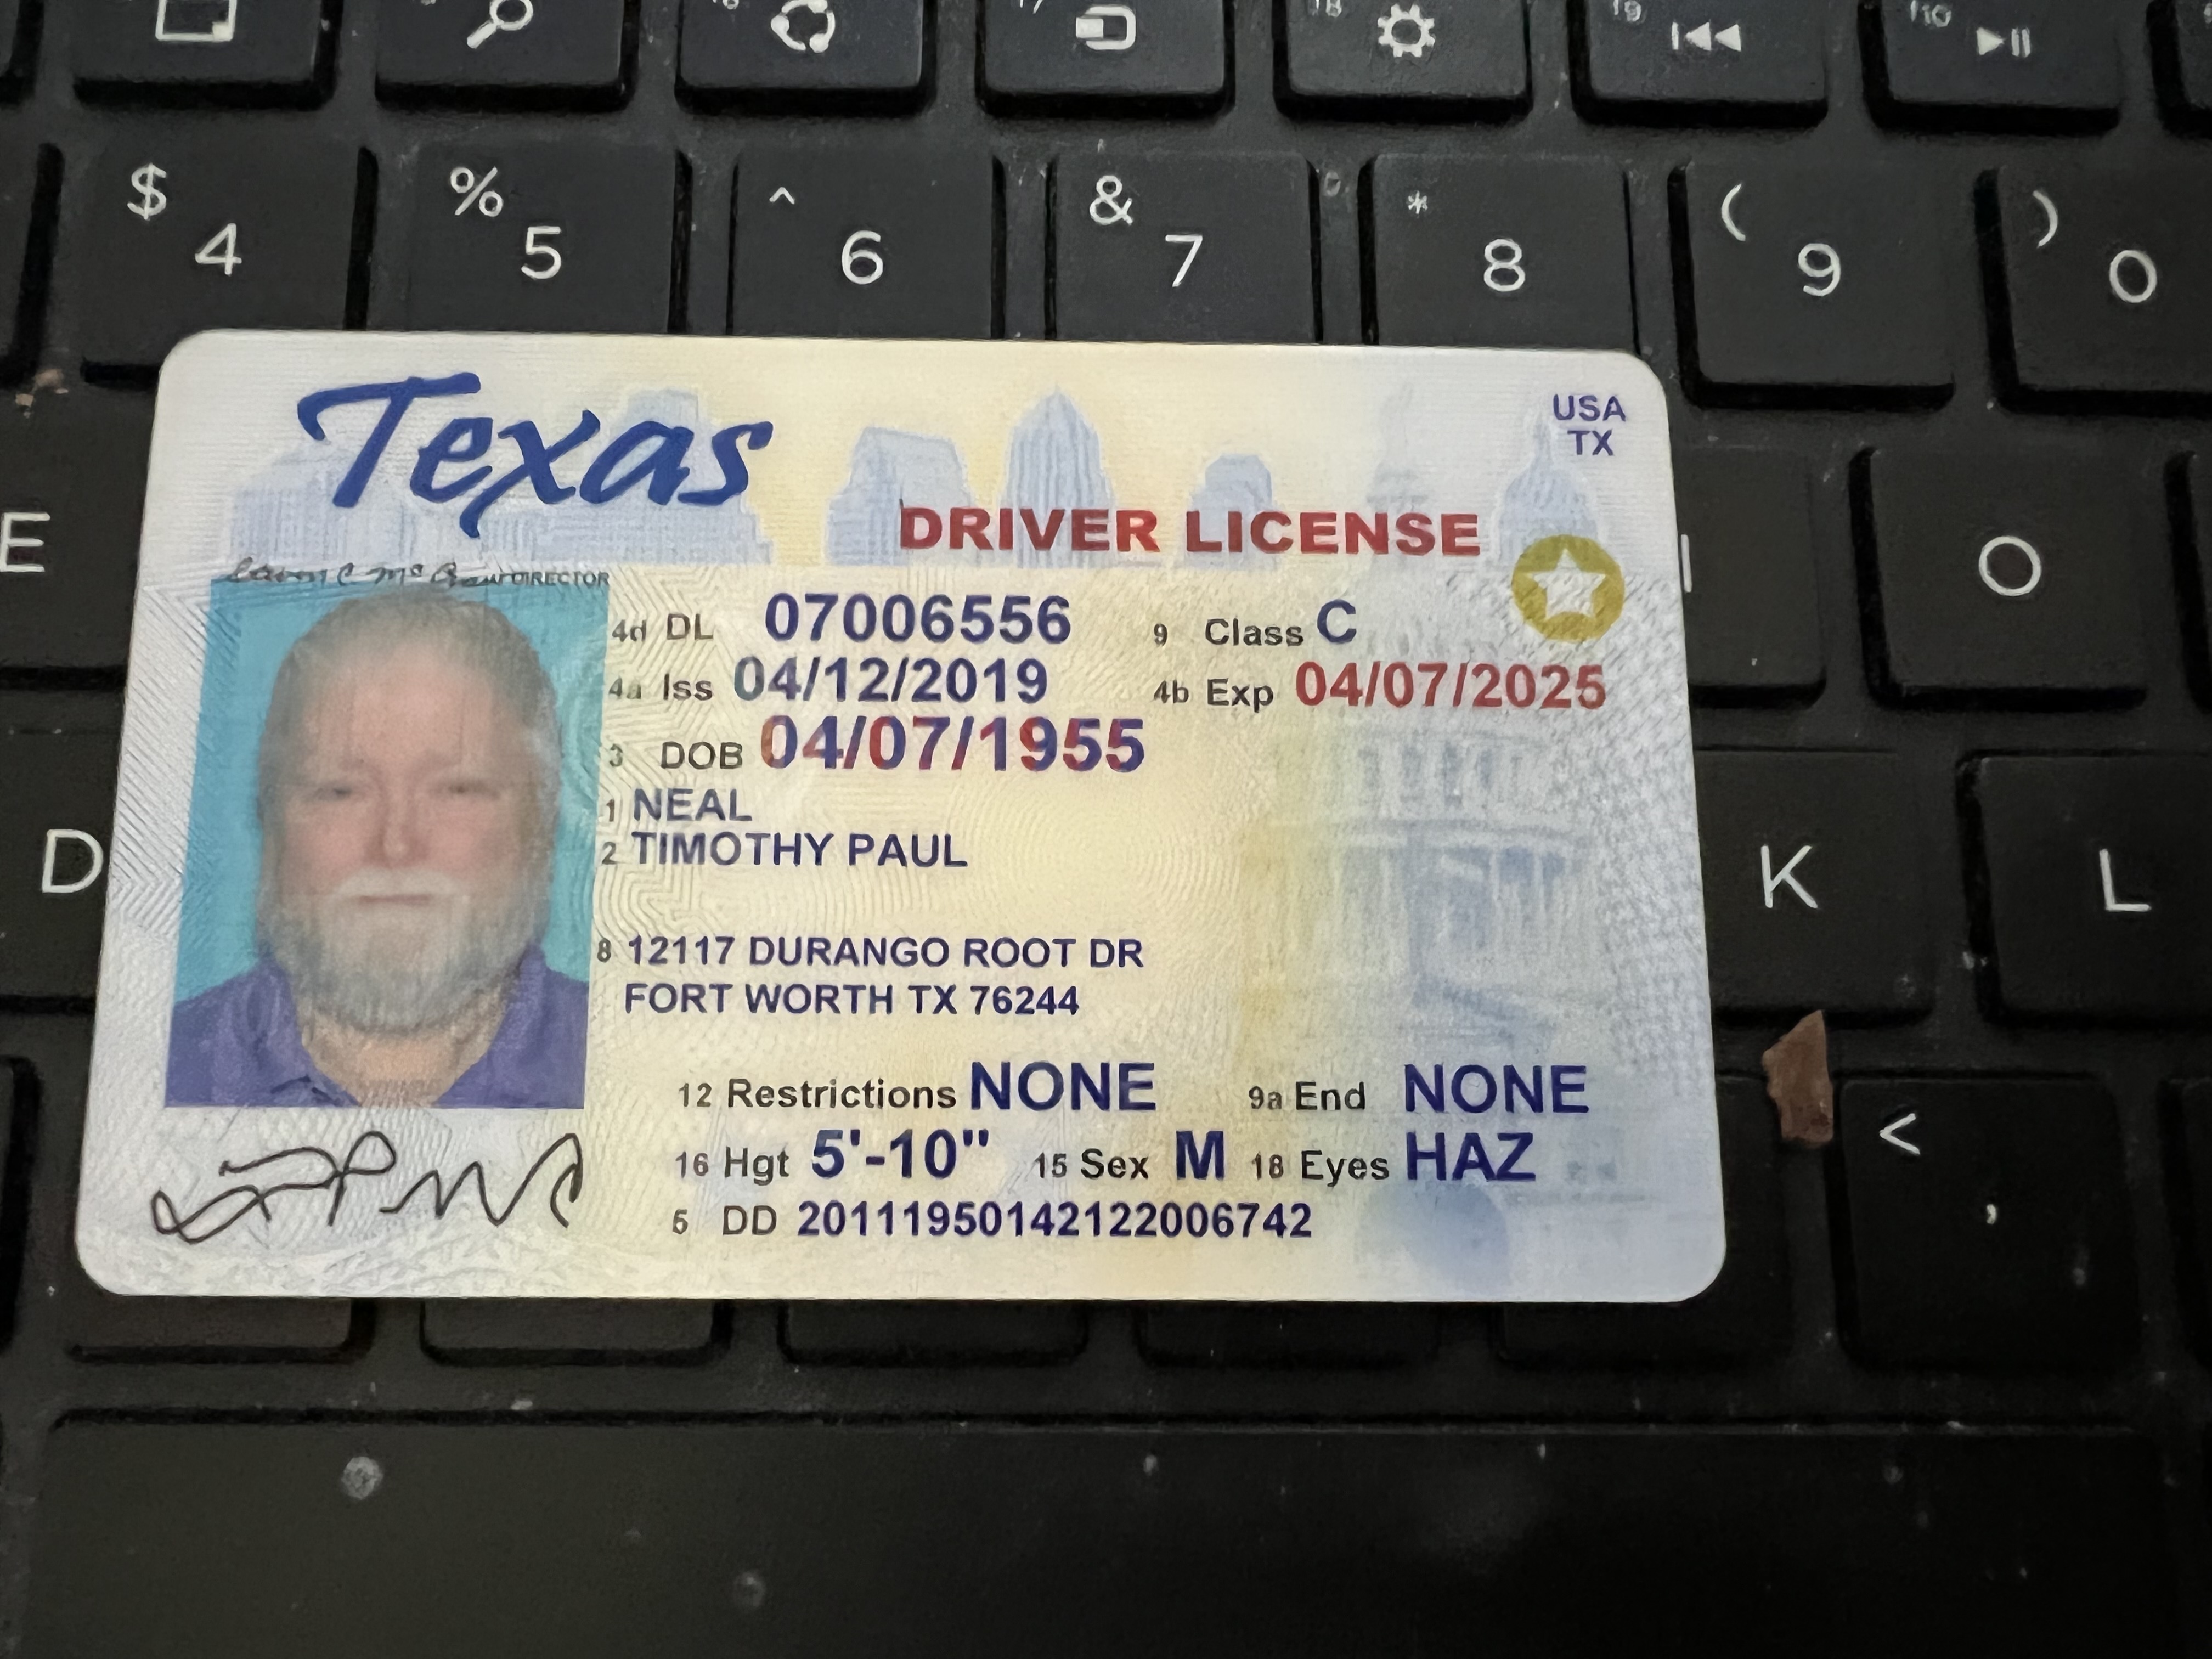 f6 f7 f8 f9 f10
$ % ^ & * ( )
4 5 6 7 8 9 0
E I O
D K L
<
,
Texas
USA
TX
DRIVER LICENSE
DIRECTOR
4d DL 07006556 9 Class C
4a Iss 04/12/2019 4b Exp 04/07/2025
3 DOB 04/07/1955
1 NEAL
2 TIMOTHY PAUL
8 12117 DURANGO ROOT DR
FORT WORTH TX 76244
12 Restrictions NONE 9a End NONE
16 Hgt 5'-10" 15 Sex M 18 Eyes HAZ
5 DD 20111950142122006742